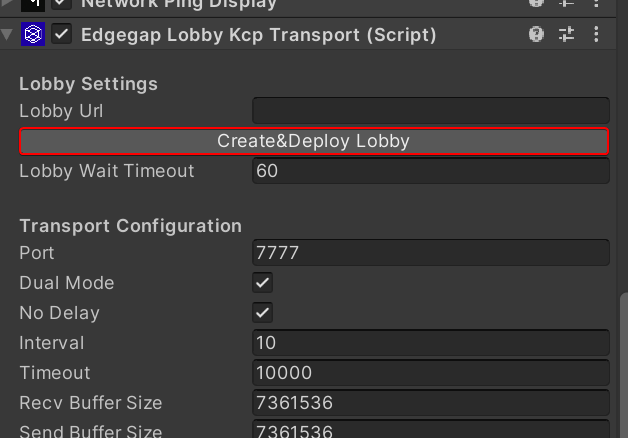 Network Ping Display
Edgegap Lobby Kcp Transport (Script)
Lobby Settings
Lobby Url
Create&Deploy Lobby
Lobby Wait Timeout 60
Transport Configuration
Port 7777
Dual Mode
No Delay
Interval 10
Timeout 10000
Recv Buffer Size 7361536
Send Buffer Size 7361536